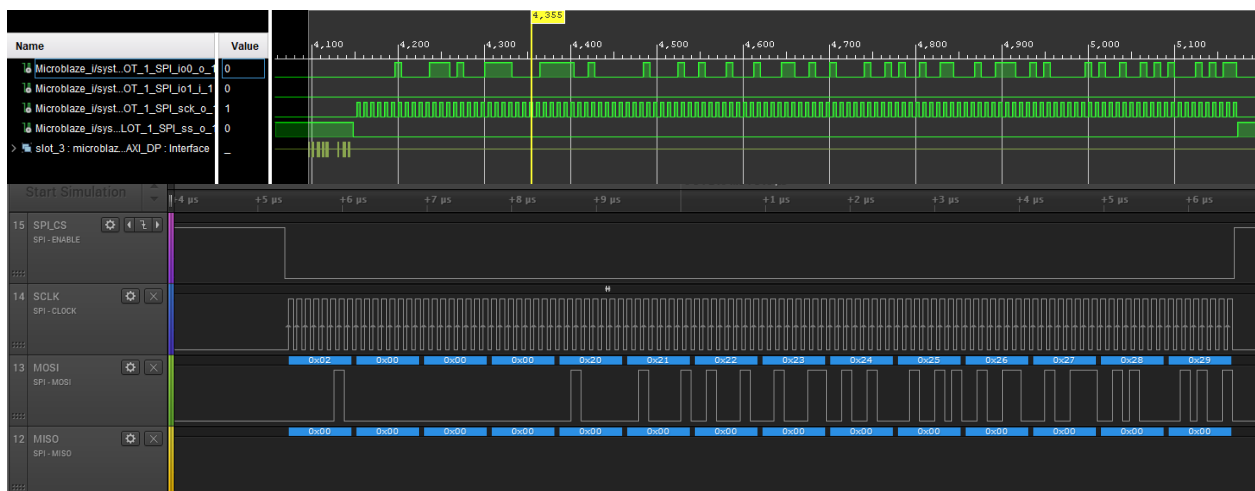 4,355
Name Value
4,100 4,200 4,300 4,400 4,500 4,600 4,700 4,800 4,900 5,000 5,100
Microblaze_i/syst..OT_1_SPI_io0_o_1 0
Microblaze_i/syst..OT_1_SPI_io1_i_1 0
Microblaze_i/syst..OT_1_SPI_sck_o_1 1
Microblaze_i/sys...LOT_1_SPI_ss_o_1 0
slot_3 : microblaz...AXI_DP : Interface _
Start Simulation
+4 µs +5 µs +6 µs +7 µs +8 µs +9 µs +1 µs +2 µs +3 µs +4 µs +5 µs +6 µs
15 SPI_CS
SPI - ENABLE
14 SCLK
SPI - CLOCK
0x02 0x00 0x00 0x00 0x20 0x21 0x22 0x23 0x24 0x25 0x26 0x27 0x28 0x29
13 MOSI
SPI - MOSI
0x00 0x00 0x00 0x00 0x00 0x00 0x00 0x00 0x00 0x00 0x00 0x00 0x00 0x00
12 MISO
SPI - MISO